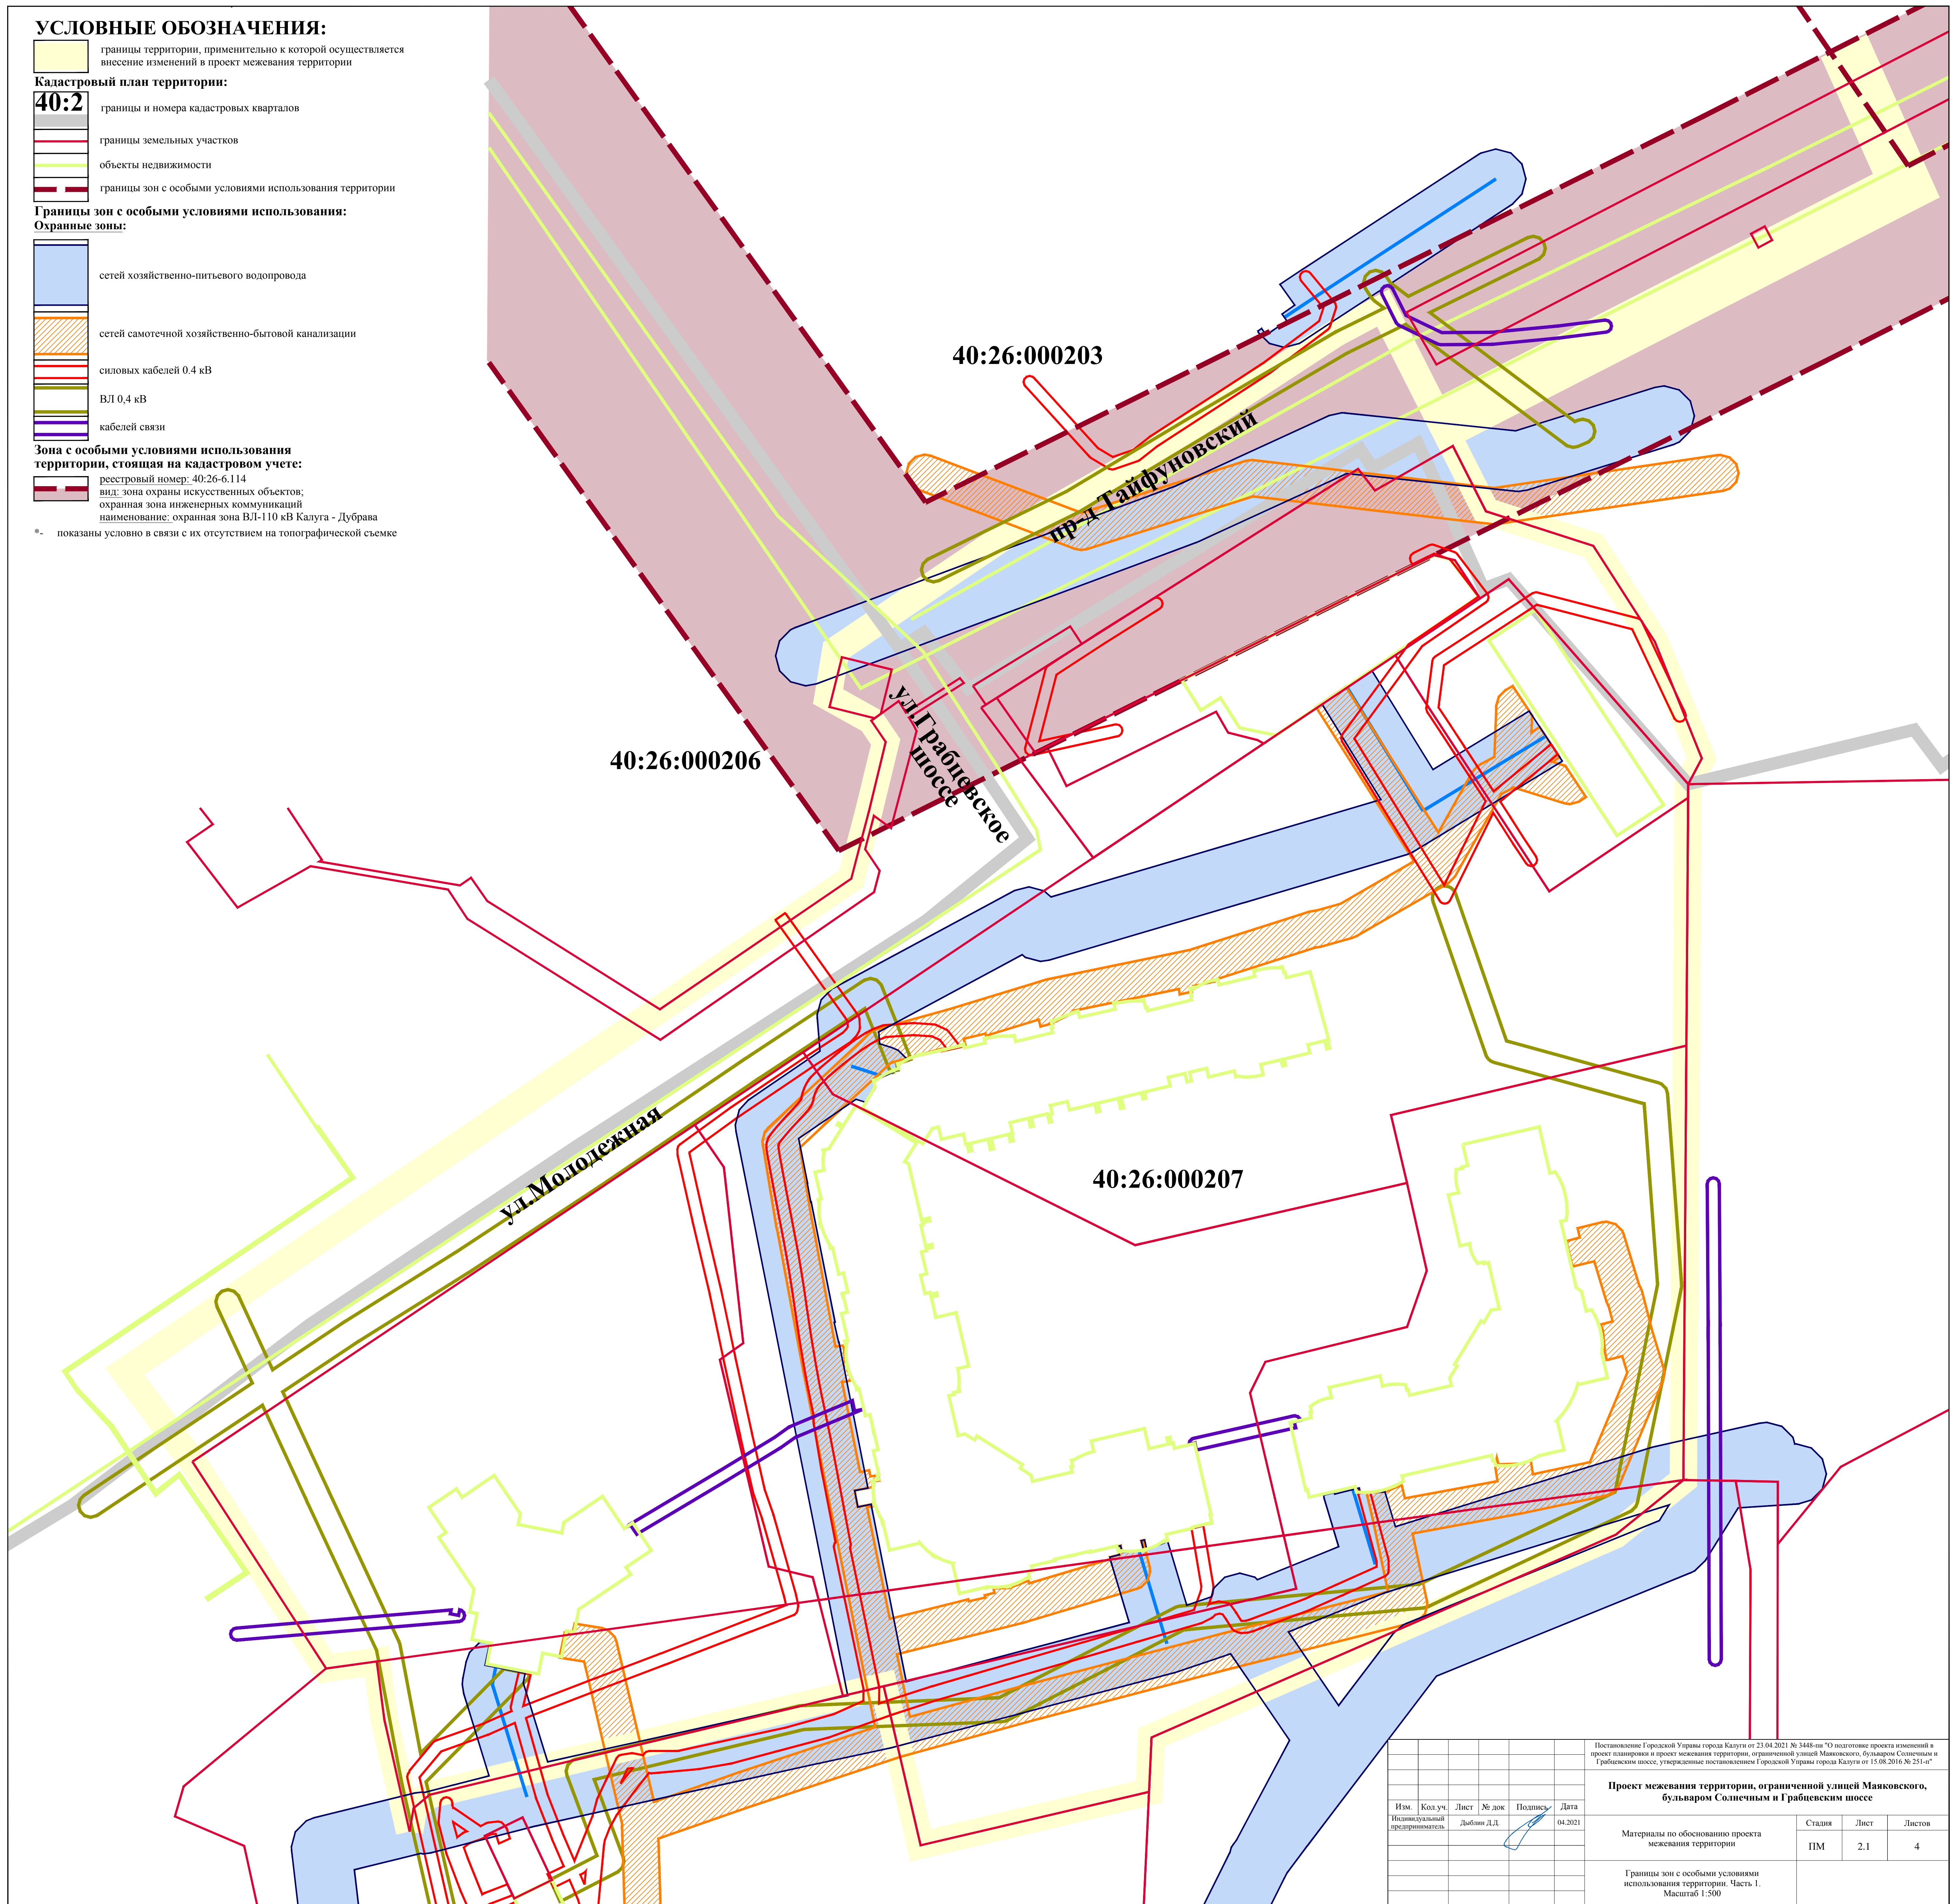 УСЛОВНЫЕ ОБОЗНАЧЕНИЯ:
границы территории, применительно к которой осуществляется
внесение изменений в проект межевания территории
Кадастровый план территории:
40:2
границы и номера кадастровых кварталов
границы земельных участков
объекты недвижимости
границы зон с особыми условиями использования территории
Границы зон с особыми условиями использования:
Охранные зоны:
сетей хозяйственно-питьевого водопровода
сетей самотечной хозяйственно-бытовой канализации
силовых кабелей 0.4 кВ
ВЛ 0,4 кВ
кабелей связи
Зона с особыми условиями использования
территории, стоящая на кадастровом учете:
реестровый номер: 40:26-6.114
вид: зона охраны искусственных объектов;
охранная зона инженерных коммуникаций
наименование: охранная зона ВЛ-110 кВ Калуга - Дубрава
*- показаны условно в связи с их отсутствием на топографической съемке
40:26:000203
пр-д Тайфуновский
40:26:000206
ул.Грабцевское
шоссе
ул.Молодежная
40:26:000207
Постановление Городской Управы города Калуги от 23.04.2021 № 3448-пи "О подготовке проекта изменений в
проект планировки и проект межевания территории, ограниченной улицей Маяковского, бульваром Солнечным и
Грабцевским шоссе, утвержденные постановлением Городской Управы города Калуги от 15.08.2016 № 251-п"
Проект межевания территории, ограниченной улицей Маяковского,
бульваром Солнечным и Грабцевским шоссе
Изм. Кол.уч. Лист № док Подпись Дата
Индивидуальный
предприниматель
Дыблин Д.Д.
04.2021
Материалы по обоснованию проекта
межевания территории
Стадия Лист Листов
ПМ 2.1 4
Границы зон с особыми условиями
использования территории. Часть 1.
Масштаб 1:500